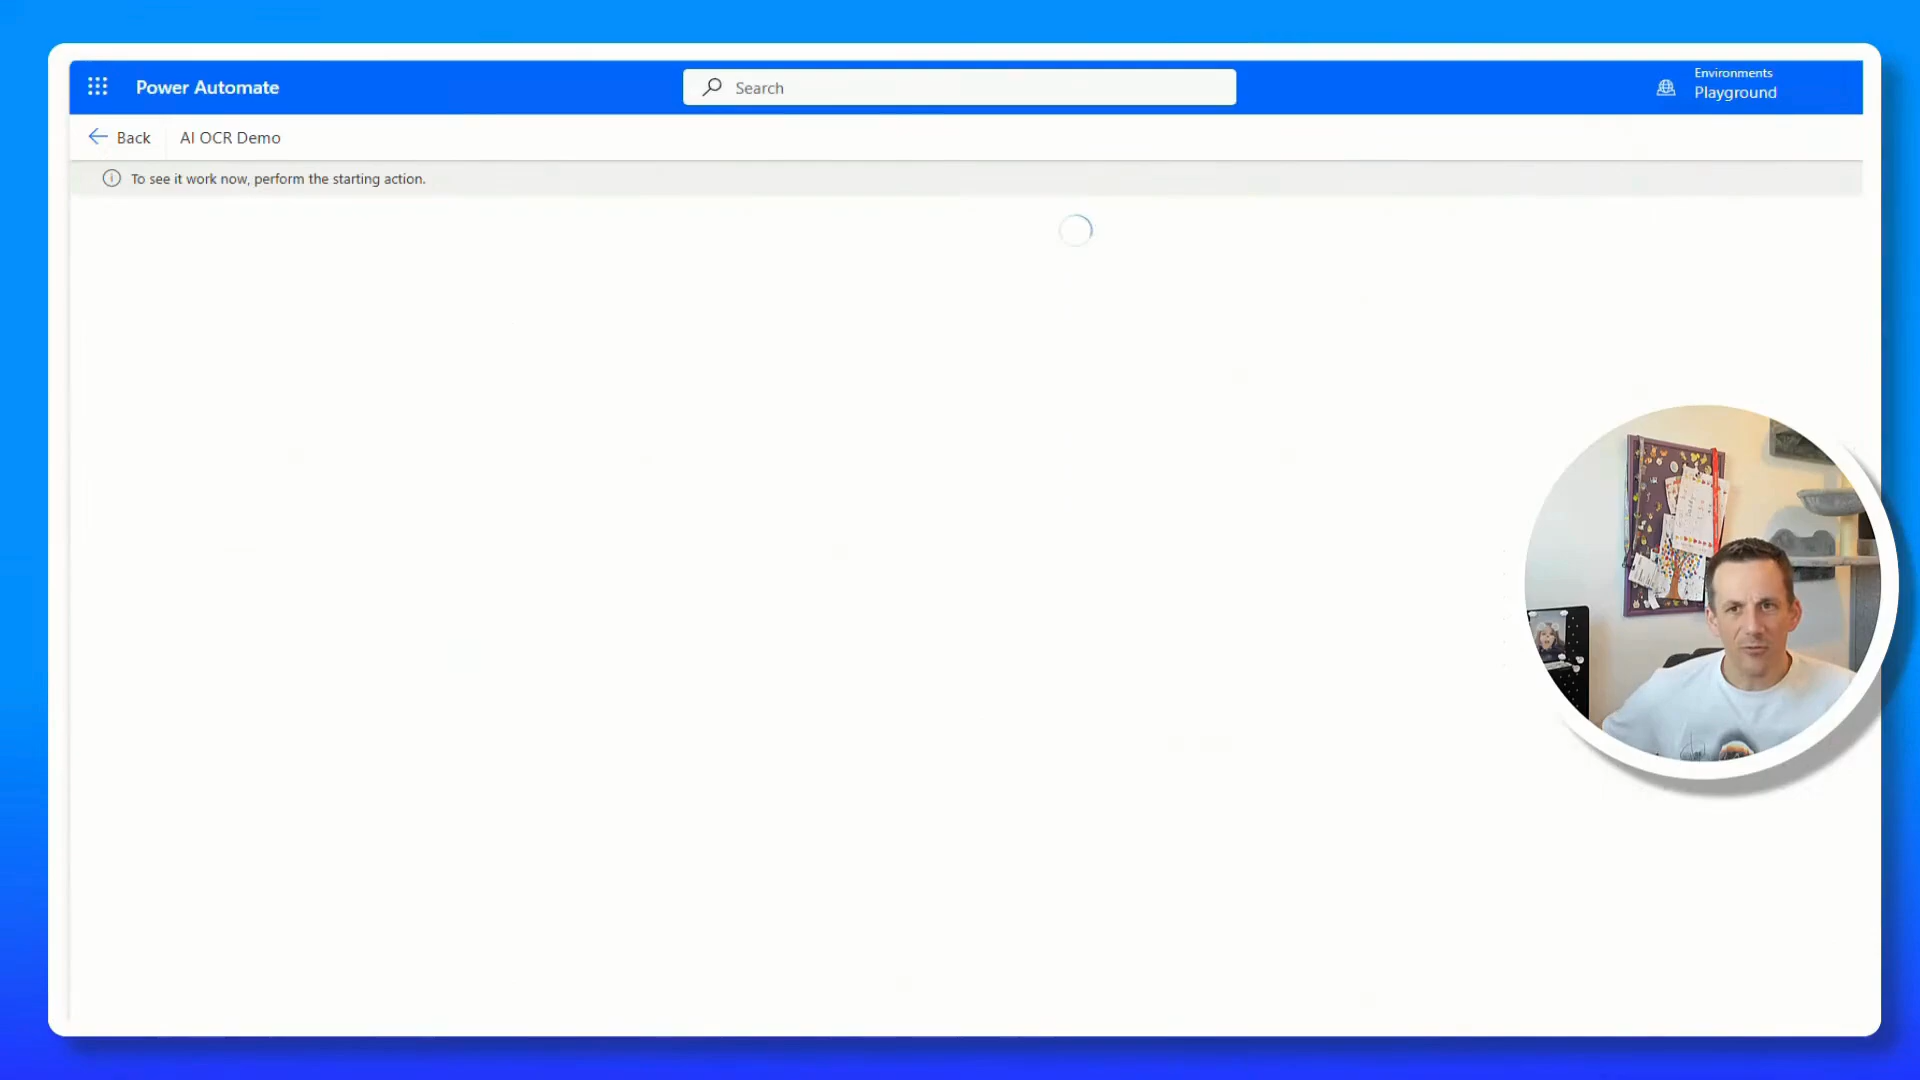 Power Automate
Search
Environments
Playground
Back
AI OCR Demo
To see it work now, perform the starting action.